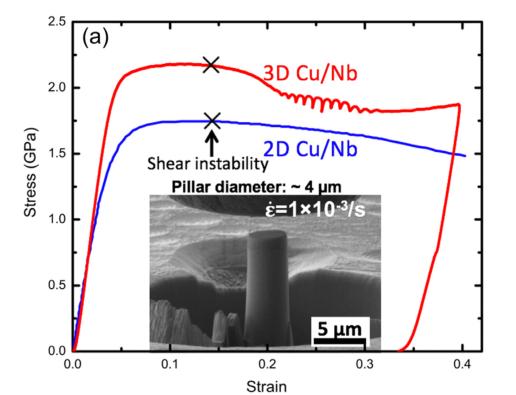 (a)
2.5
2.0
1.5
1.0
0.5
0.0
Stress (GPa)
3D Cu/Nb
2D Cu/Nb
Shear instability
Pillar diameter: ~ 4 μm
ε̇=1×10⁻³/s
5 μm
0.0 0.1 0.2 0.3 0.4
Strain